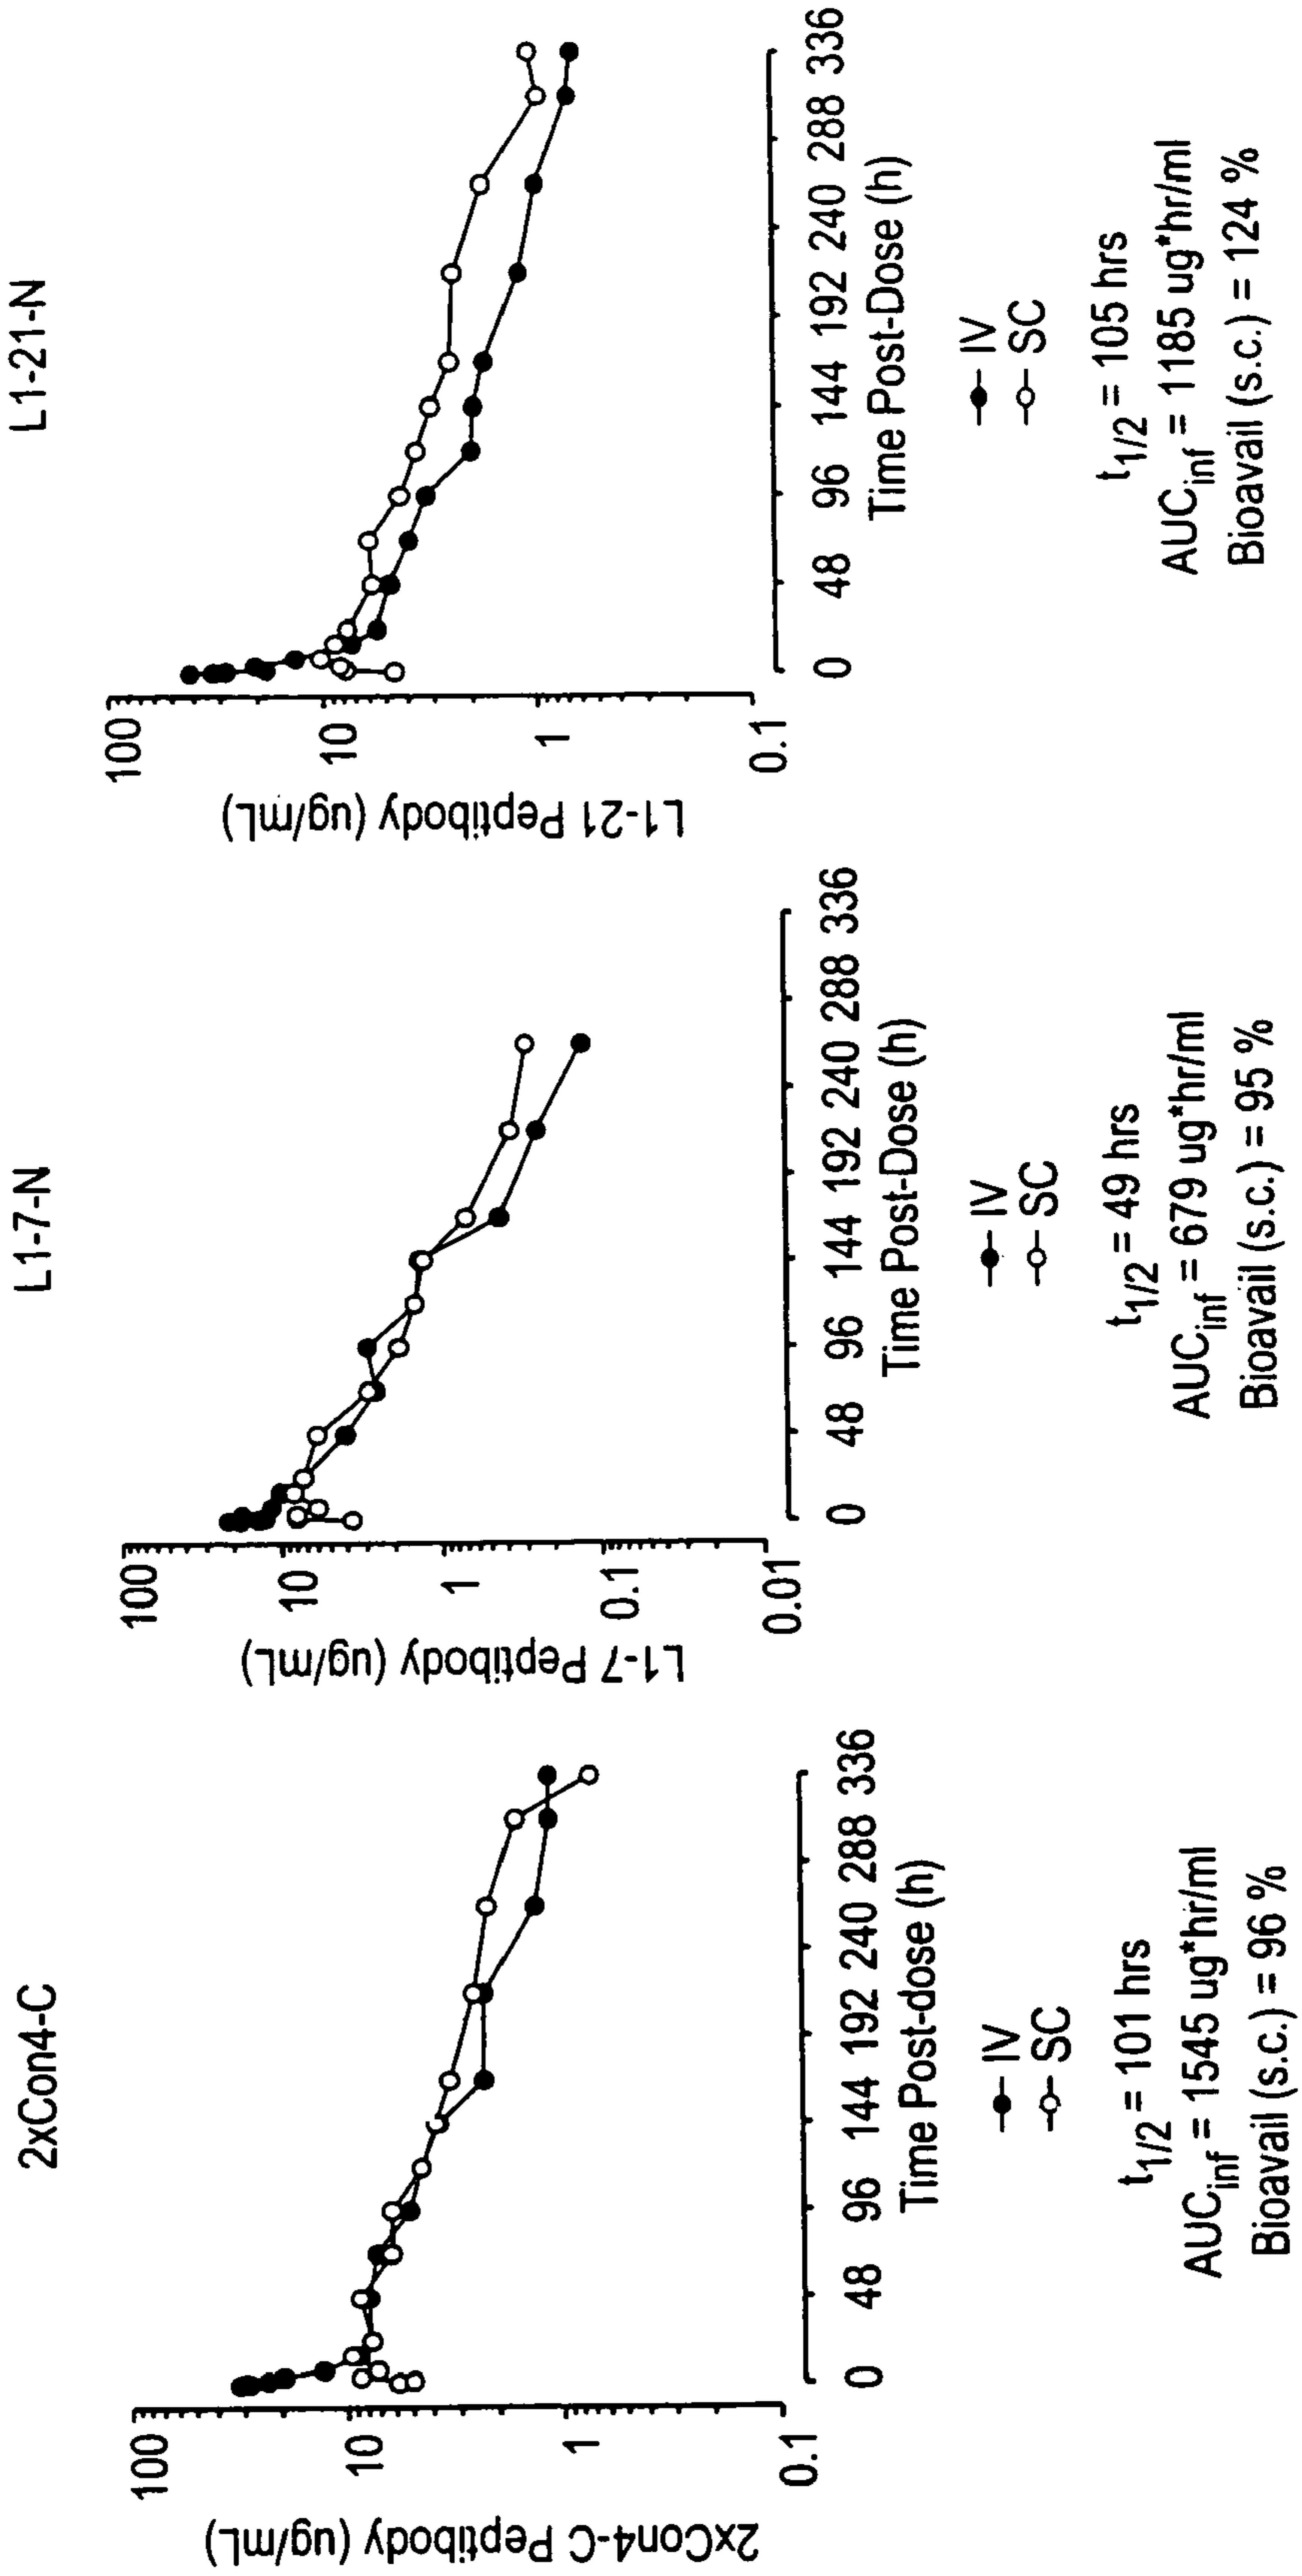 2xCon4-C
2xCon4-C Peptibody (ug/mL)
100
10
1
0.1
0 48 96 144 192 240 288 336
Time Post-dose (h)
IV
SC
t1/2 = 101 hrs
AUCinf = 1545 ug*hr/ml
Bioavail (s.c.) = 96 %
L1-7-N
L1-7 Peptibody (ug/mL)
100
10
1
0.1
0.01
0 48 96 144 192 240 288 336
Time Post-Dose (h)
IV
SC
t1/2 = 49 hrs
AUCinf = 679 ug*hr/ml
Bioavail (s.c.) = 95 %
L1-21-N
L1-21 Peptibody (ug/mL)
100
10
1
0.1
0 48 96 144 192 240 288 336
Time Post-Dose (h)
IV
SC
t1/2 = 105 hrs
AUCinf = 1185 ug*hr/ml
Bioavail (s.c.) = 124 %